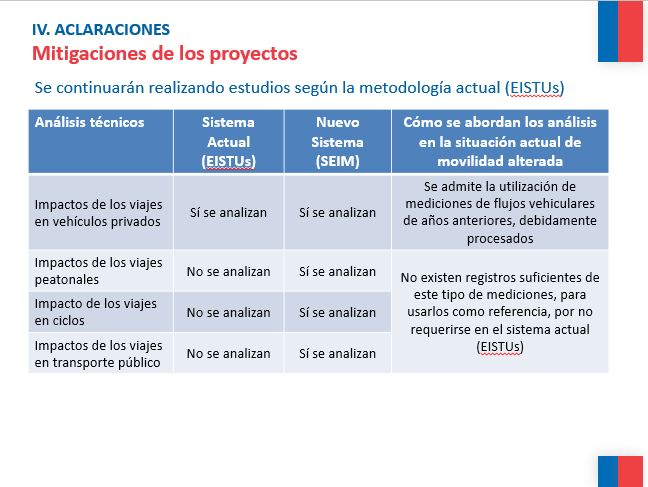 IV. ACLARACIONES
Mitigaciones de los proyectos
Se continuarán realizando estudios según la metodología actual (EISTUs)
Análisis técnicos
Sistema
Actual
(EISTUs)
Nuevo
Sistema
(SEIM)
Cómo se abordan los análisis
en la situación actual de
movilidad alterada
Impactos de los viajes
en vehículos privados
Sí se analizan
Sí se analizan
Se admite la utilización de
mediciones de flujos vehiculares
de años anteriores, debidamente
procesados
Impactos de los viajes
peatonales
No se analizan
Sí se analizan
No existen registros suficientes de
este tipo de mediciones, para
usarlos como referencia, por no
requerirse en el sistema actual
(EISTUs)
Impacto de los viajes
en ciclos
No se analizan
Sí se analizan
Impactos de los viajes
en transporte público
No se analizan
Sí se analizan